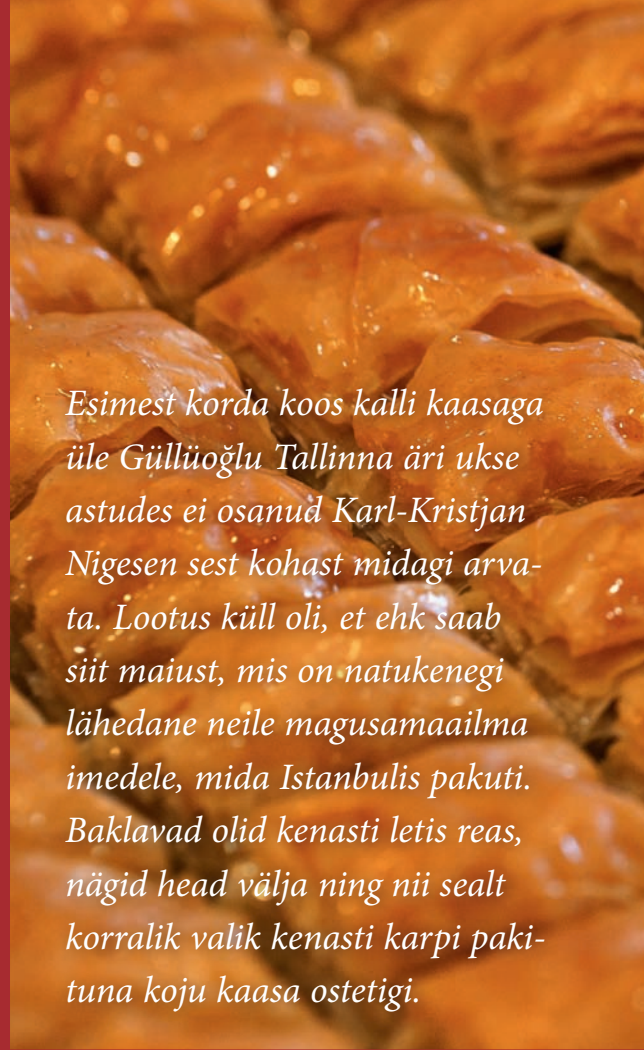 Esimest korda koos kalli kaasaga
üle Güllüoğlu Tallinna äri ukse
astudes ei osanud Karl-Kristjan
Nigesen sest kohast midagi arva-
ta. Lootus küll oli, et ehk saab
siit maiust, mis on natukenegi
lähedane neile magusamaailma
imedele, mida Istanbulis pakuti.
Baklavad olid kenasti letis reas,
nägid head välja ning nii sealt
korralik valik kenasti karpi paki-
tuna koju kaasa ostetigi.